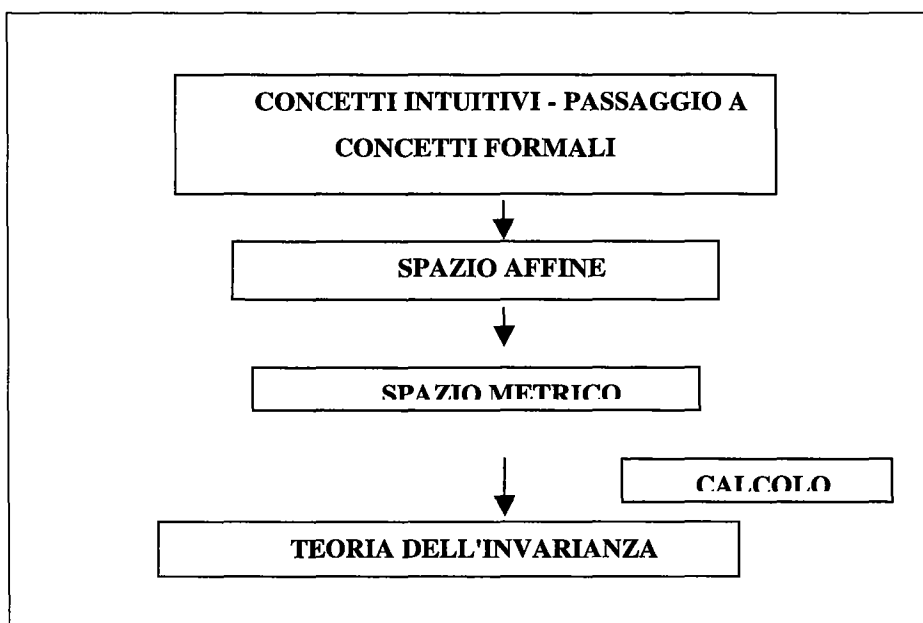 CONCETTI INTUITIVI - PASSAGGIO A
CONCETTI FORMALI
SPAZIO AFFINE
SPAZIO METRICO
CALCOLO
TEORIA DELL'INVARIANZA